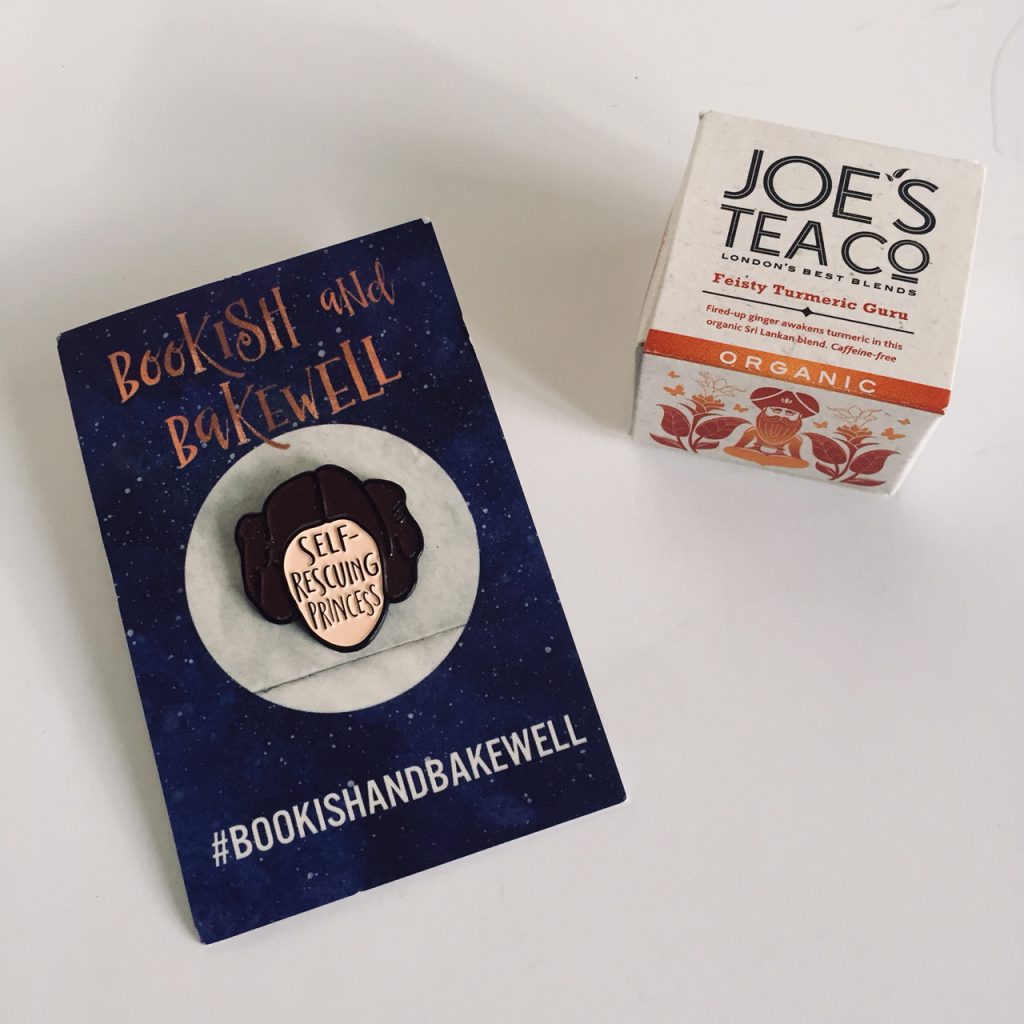 BOOKISH and
BaKEWELL
SELF-
RESCUING
PRINCESS
#BOOKISHANDBAKEWELL
JOE'S
TEA CO
LONDON'S BEST BLENDS
Feisty Turmeric Guru
Fired-up ginger awakens turmeric in this
organic Sri Lankan blend. Caffeine-free
ORGANIC